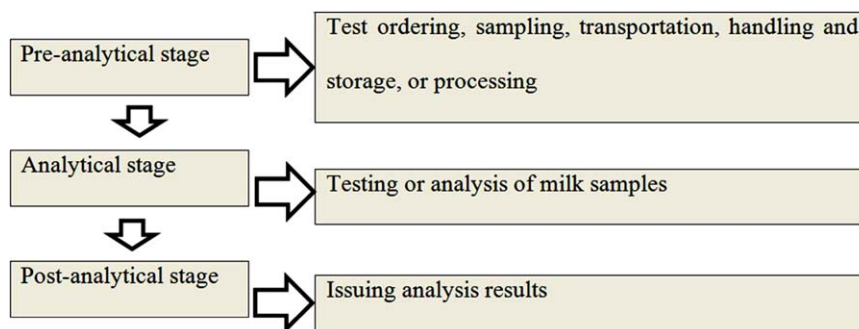 Pre-analytical stage
Test ordering, sampling, transportation, handling and
storage, or processing
Analytical stage
Testing or analysis of milk samples
Post-analytical stage
Issuing analysis results